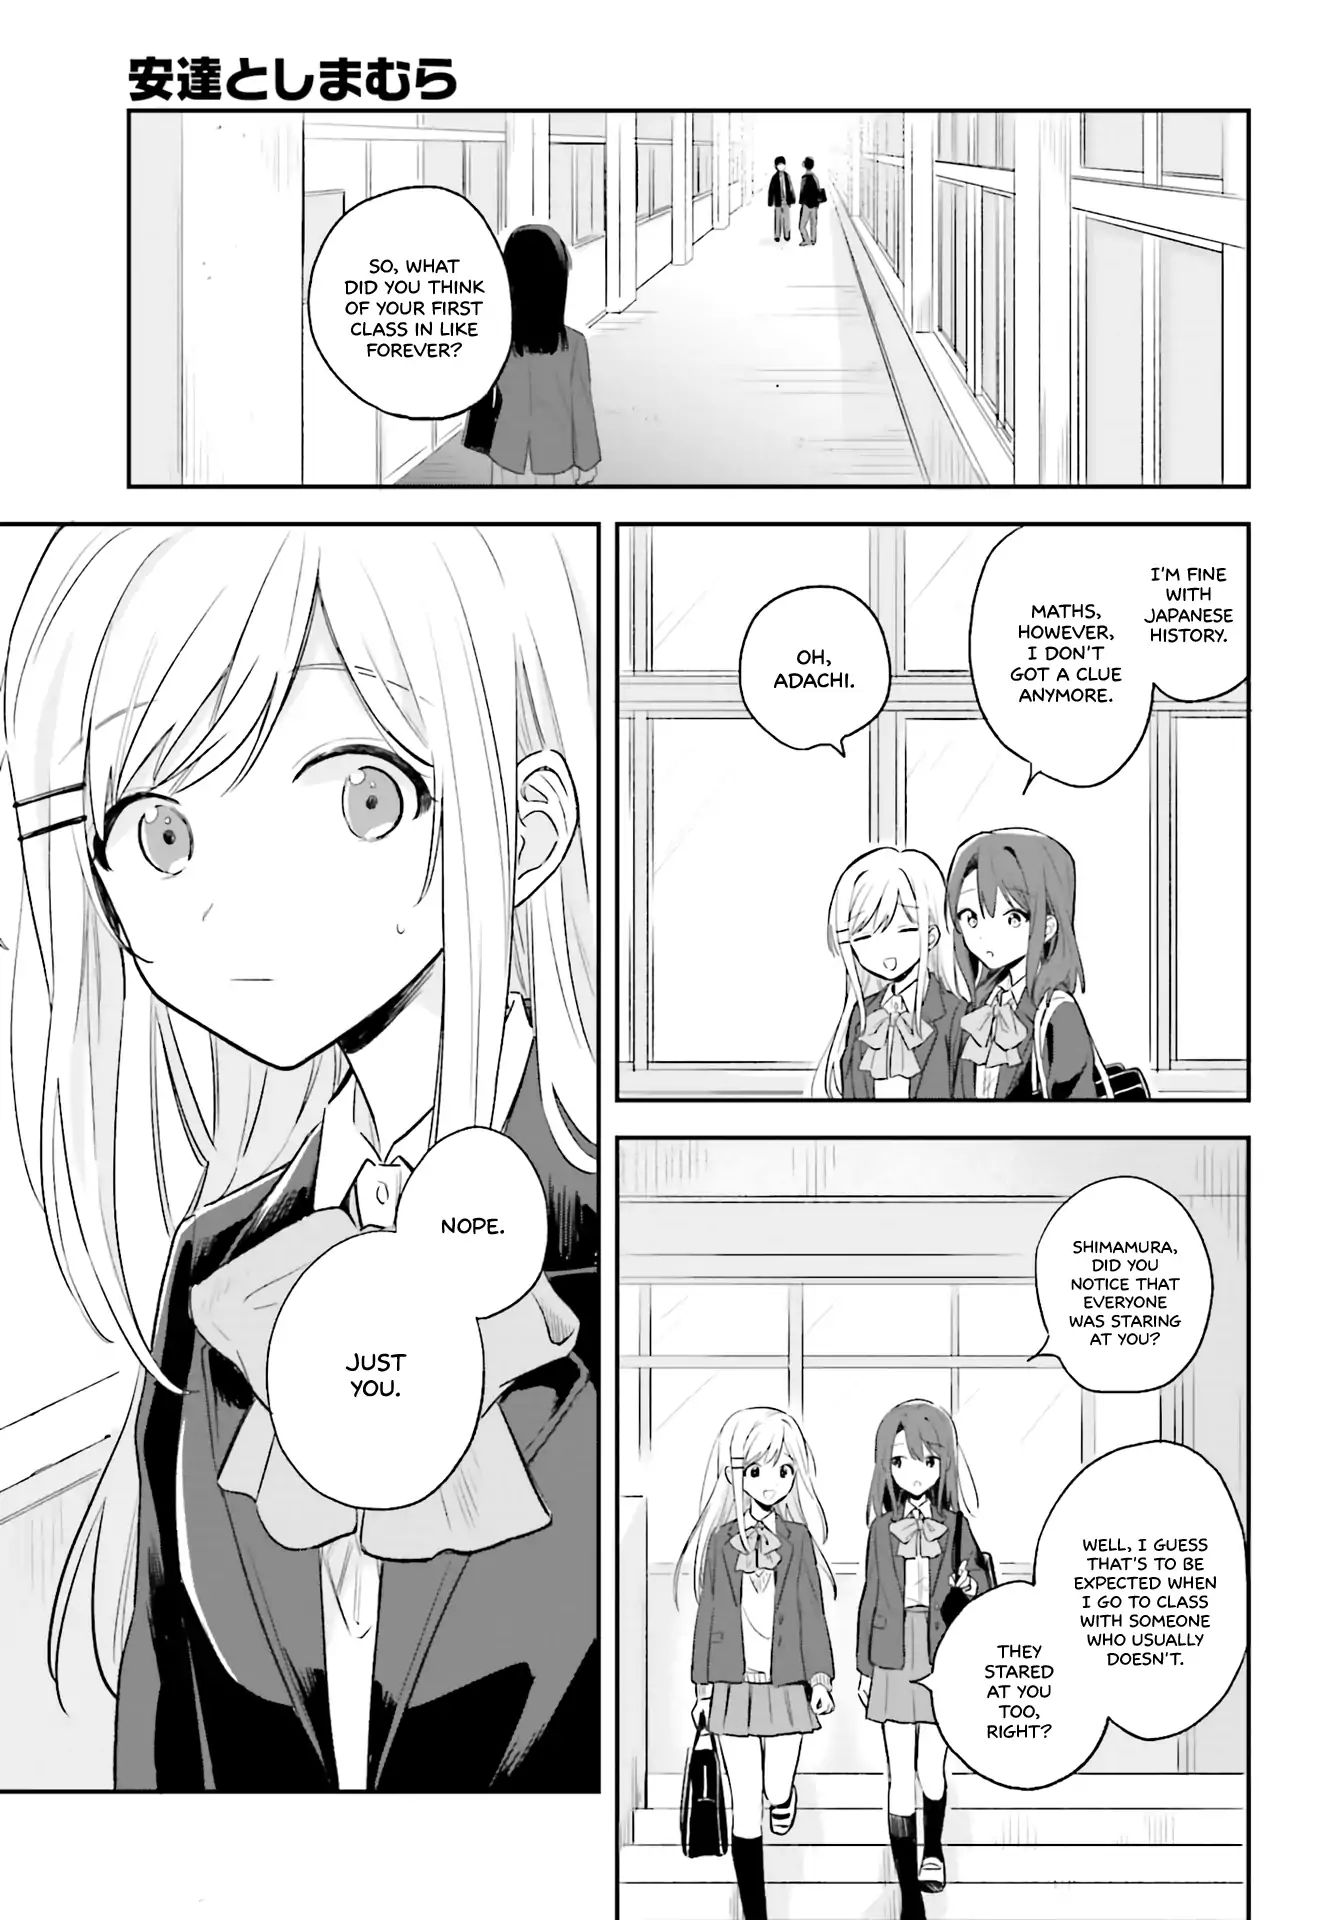 安達としまむら
SO, WHAT
DID YOU THINK
OF YOUR FIRST
CLASS IN LIKE
FOREVER?
I'M FINE
WITH
JAPANESE
HISTORY.
MATHS,
HOWEVER,
I DON'T
GOT A CLUE
ANYMORE.
OH,
ADACHI.
SHIMAMURA,
DID YOU
NOTICE THAT
EVERYONE
WAS STARING
AT YOU?
WELL, I GUESS
THAT'S TO BE
EXPECTED WHEN
I GO TO CLASS
WITH SOMEONE
WHO USUALLY
DOESN'T.
THEY
STARED
AT YOU
TOO,
RIGHT?
NOPE.
JUST
YOU.